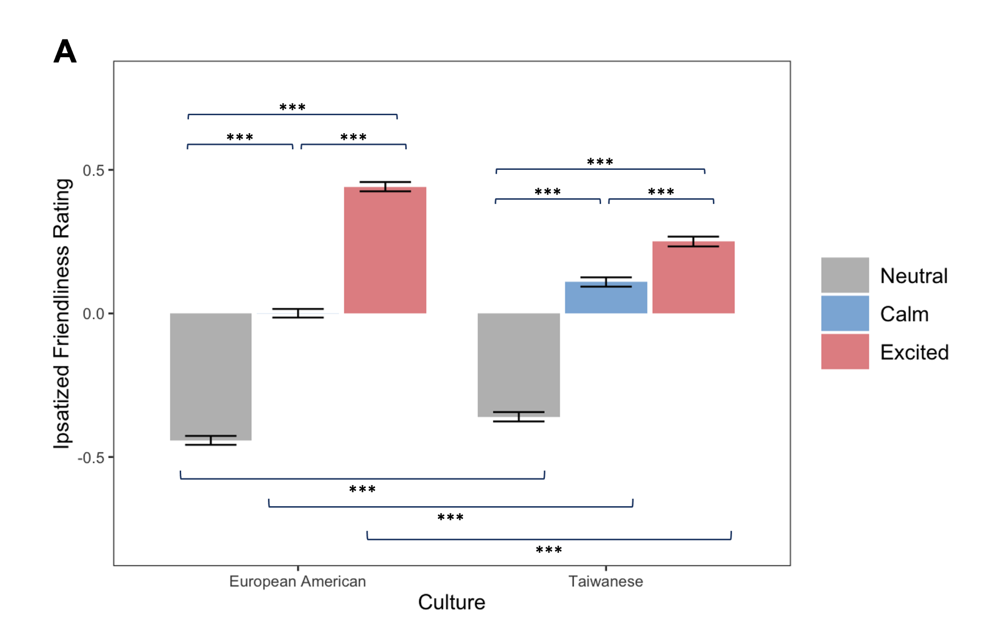 A
***
***
***
***
***
***
0.5
0.0
-0.5
Ipsatized Friendliness Rating
***
***
***
European American
Taiwanese
Culture
Neutral
Calm
Excited